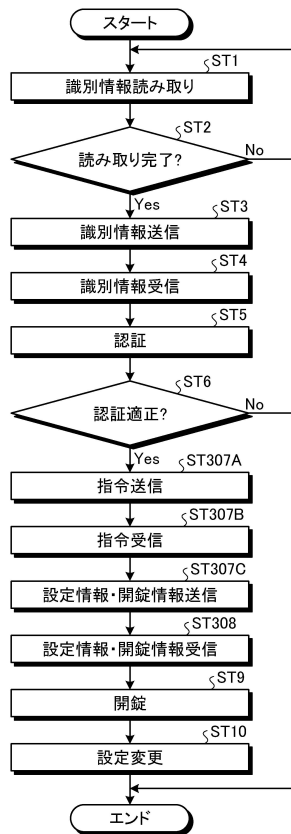 スタート
ST1
識別情報読み取り
ST2
読み取り完了?
No
Yes
ST3
識別情報送信
ST4
識別情報受信
ST5
認証
ST6
認証適正?
No
Yes
ST307A
指令送信
ST307B
指令受信
ST307C
設定情報・開錠情報送信
ST308
設定情報・開錠情報受信
ST9
開錠
ST10
設定変更
エンド